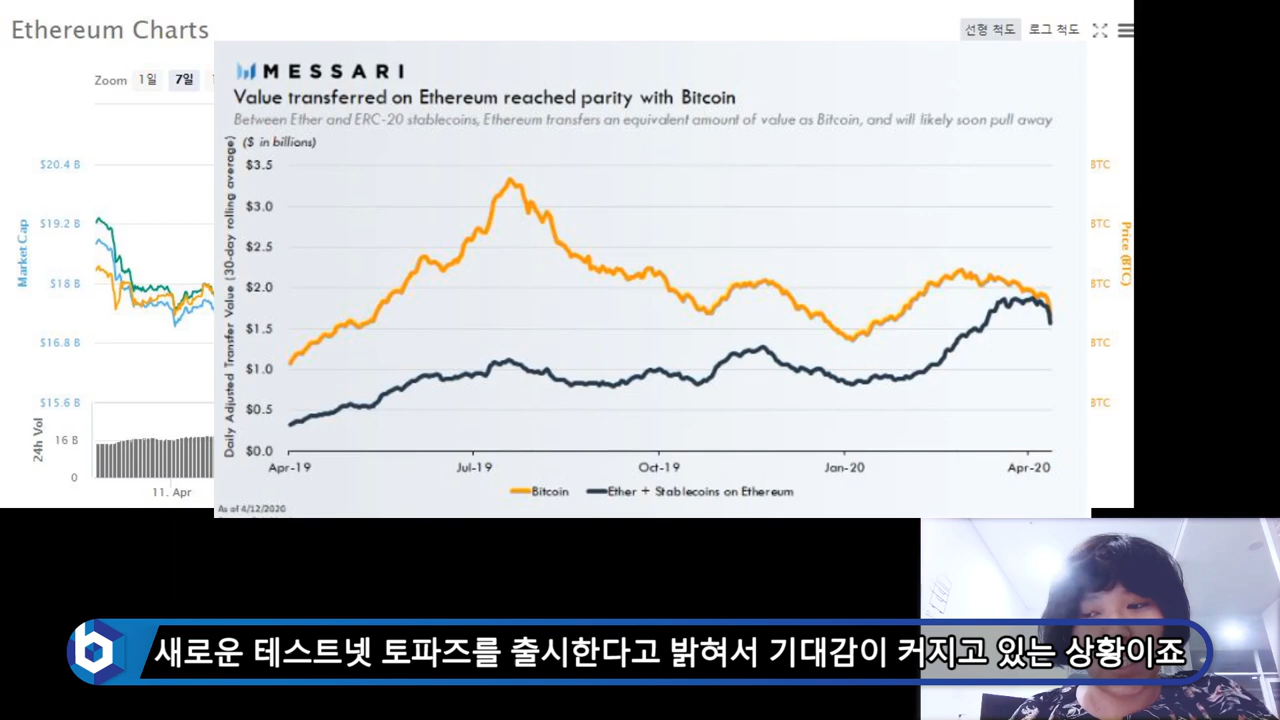 Ethereum Charts
선형 척도 로그 척도
Zoom 1일 7일
MESSARI
Value transferred on Ethereum reached parity with Bitcoin
Between Ether and ERC-20 stablecoins, Ethereum transfers an equivalent amount of value as Bitcoin, and will likely soon pull away
($ in billions)
Daily Adjusted Transfer Value (30-day rolling average)
$3.5
$3.0
$2.5
$2.0
$1.5
$1.0
$0.5
$0.0
Apr-19 Jul-19 Oct-19 Jan-20 Apr-20
Bitcoin Ether + Stablecoins on Ethereum
As of 4/12/2020
Market Cap
$20.4 B
$19.2 B
$18 B
$16.8 B
$15.6 B
24h Vol
16 B
0
11. Apr
BTC
BTC
BTC
BTC
BTC
Price (BTC)
b
새로운 테스트넷 토파즈를 출시한다고 밝혀서 기대감이 커지고 있는 상황이죠